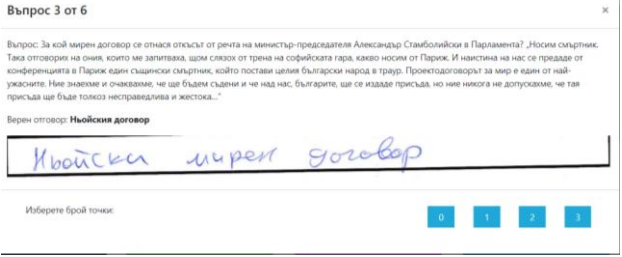 Въпрос 3 от 6
×
Въпрос: За кой мирен договор се отнася откъсът от речта на министър-председателя Александър Стамболийски в Парламента? „Носим смъртник.
Така отговорих на ония, които ме запитваха, щом слязох от трена на софийската гара, какво носим от Париж. И наистина на нас се предаде от
конференцията в Париж един същински смъртник, който постави целия български народ в траур. Проектодоговорът за мир е един от най-
ужасните. Ние знаехме и очаквахме, че ще бъдем съдени и че над нас, българите, ще се издаде присъда, но ние никога не допускахме, че тая
присъда ще бъде толкоз несправедлива и жестока..."
Верен отговор: Ньойския договор
Ньойски мирен договор
Изберете брой точки:
0 1 2 3